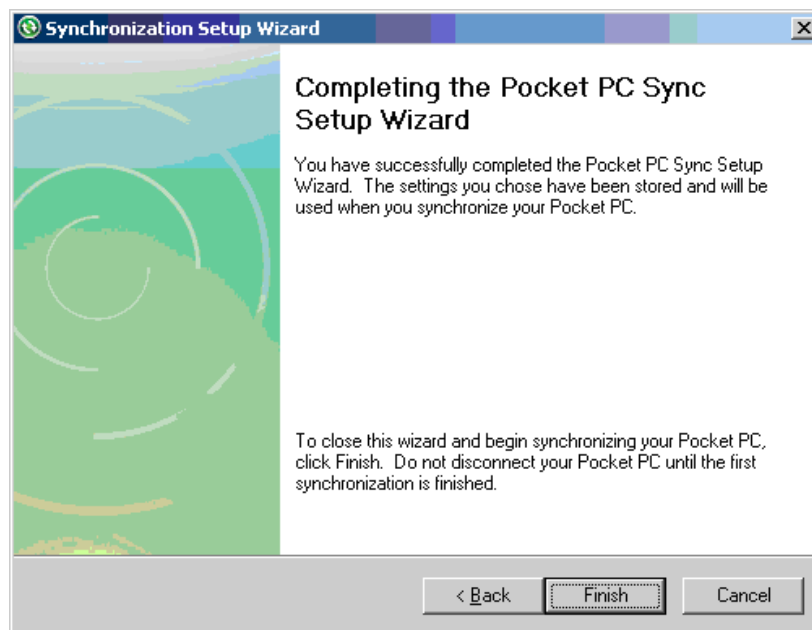 Synchronization Setup Wizard
Completing the Pocket PC Sync
Setup Wizard
You have successfully completed the Pocket PC Sync Setup
Wizard. The settings you chose have been stored and will be
used when you synchronize your Pocket PC.
To close this wizard and begin synchronizing your Pocket PC,
click Finish. Do not disconnect your Pocket PC until the first
synchronization is finished.
< Back Finish Cancel